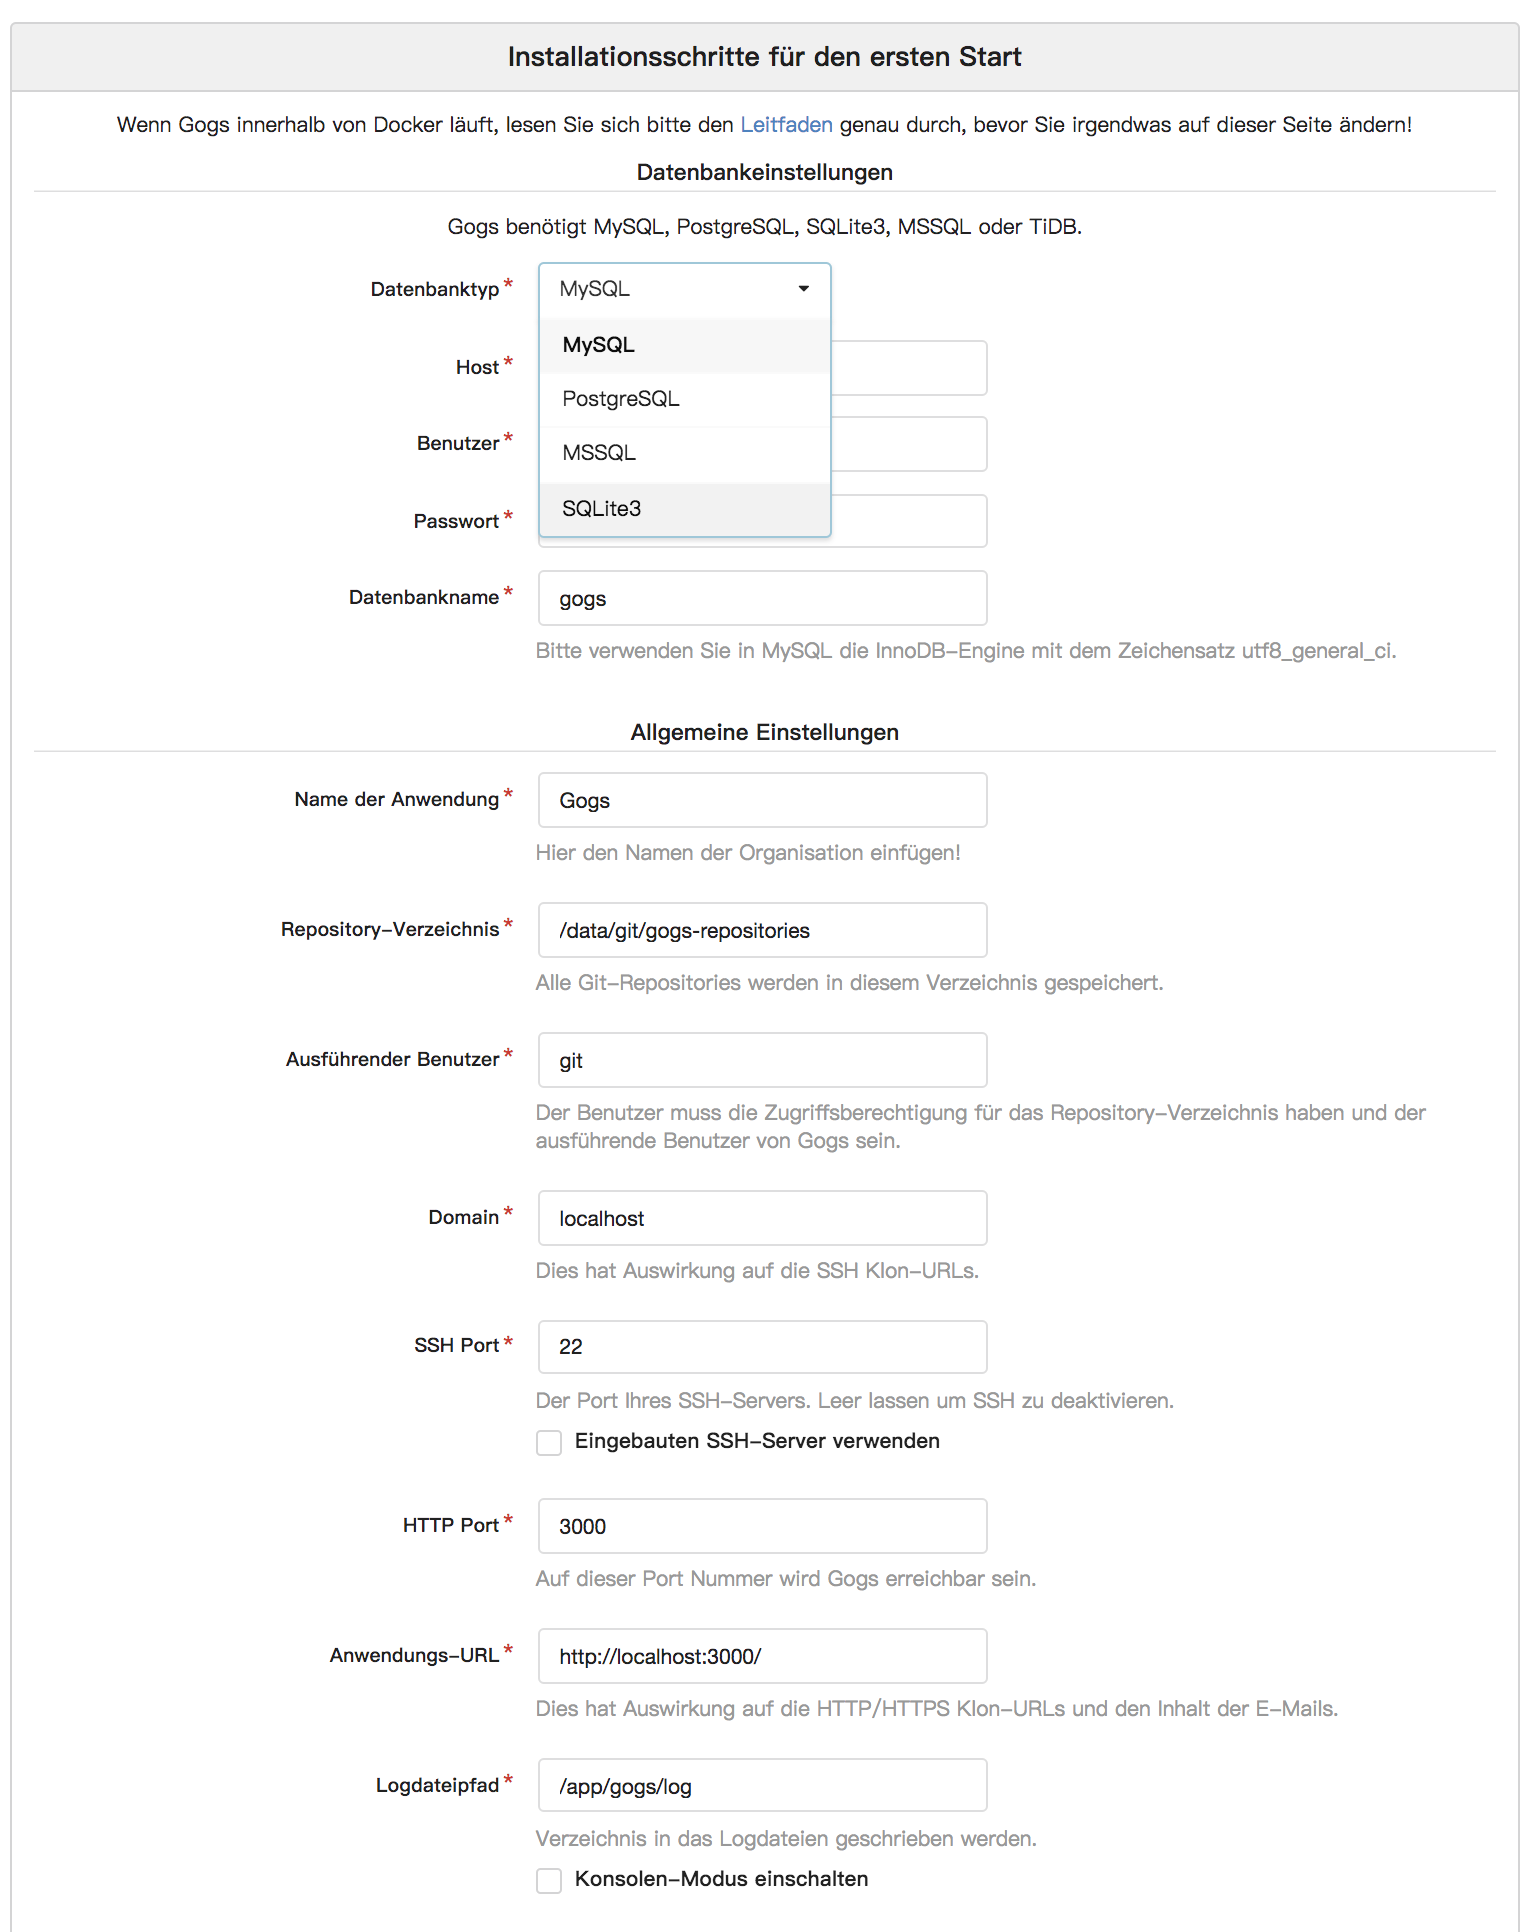 Installationsschritte für den ersten Start
Wenn Gogs innerhalb von Docker läuft, lesen Sie sich bitte den Leitfaden genau durch, bevor Sie irgendwas auf dieser Seite ändern!
Datenbankeinstellungen
Gogs benötigt MySQL, PostgreSQL, SQLite3, MSSQL oder TiDB.
Datenbanktyp* MySQL
MySQL
Host*
PostgreSQL
Benutzer*
MSSQL
SQLite3
Passwort*
Datenbankname* gogs
Bitte verwenden Sie in MySQL die InnoDB-Engine mit dem Zeichensatz utf8_general_ci.
Allgemeine Einstellungen
Name der Anwendung* Gogs
Hier den Namen der Organisation einfügen!
Repository-Verzeichnis* /data/git/gogs-repositories
Alle Git-Repositories werden in diesem Verzeichnis gespeichert.
Ausführender Benutzer* git
Der Benutzer muss die Zugriffsberechtigung für das Repository-Verzeichnis haben und der
ausführende Benutzer von Gogs sein.
Domain* localhost
Dies hat Auswirkung auf die SSH Klon-URLs.
SSH Port* 22
Der Port Ihres SSH-Servers. Leer lassen um SSH zu deaktivieren.
Eingebauten SSH-Server verwenden
HTTP Port* 3000
Auf dieser Port Nummer wird Gogs erreichbar sein.
Anwendungs-URL* http://localhost:3000/
Dies hat Auswirkung auf die HTTP/HTTPS Klon-URLs und den Inhalt der E-Mails.
Logdateipfad* /app/gogs/log
Verzeichnis in das Logdateien geschrieben werden.
Konsolen-Modus einschalten